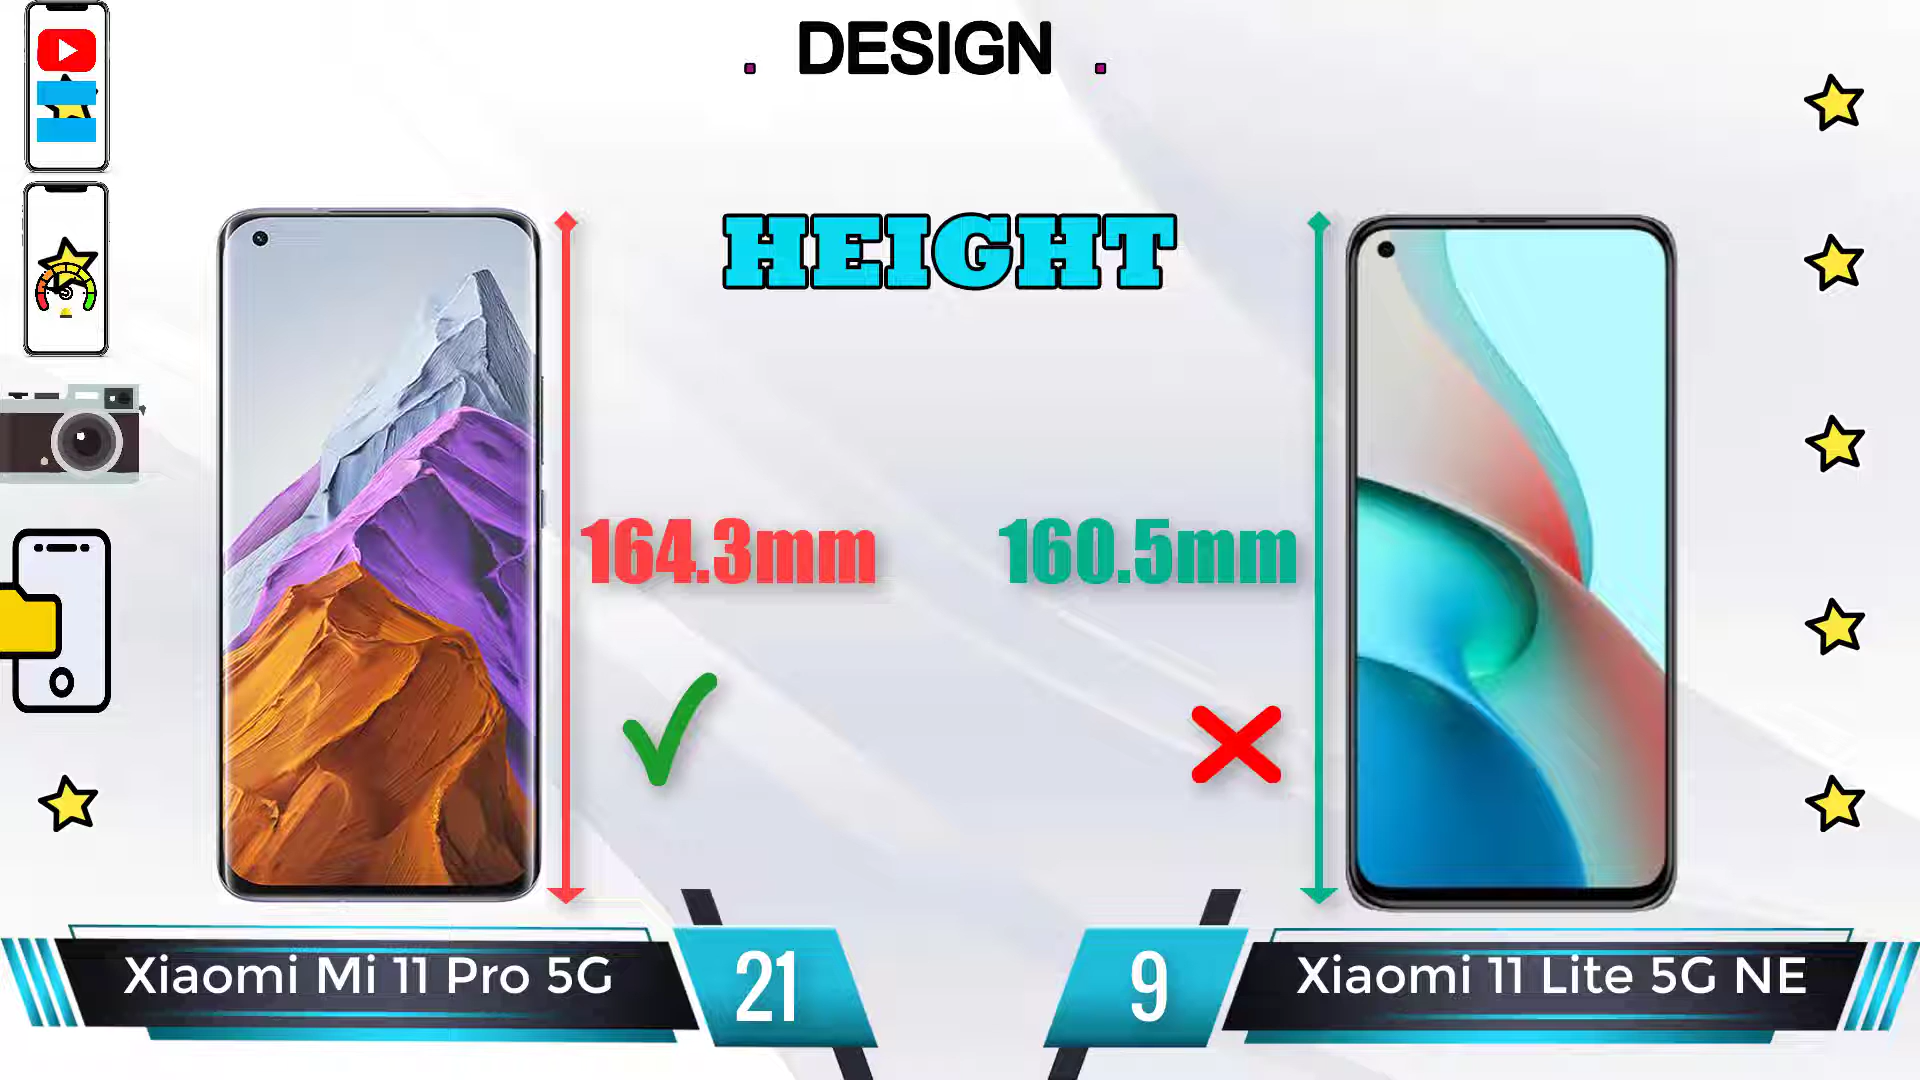 . DESIGN .
HEIGHT
164.3mm
160.5mm
Xiaomi Mi 11 Pro 5G
21
9
Xiaomi 11 Lite 5G NE